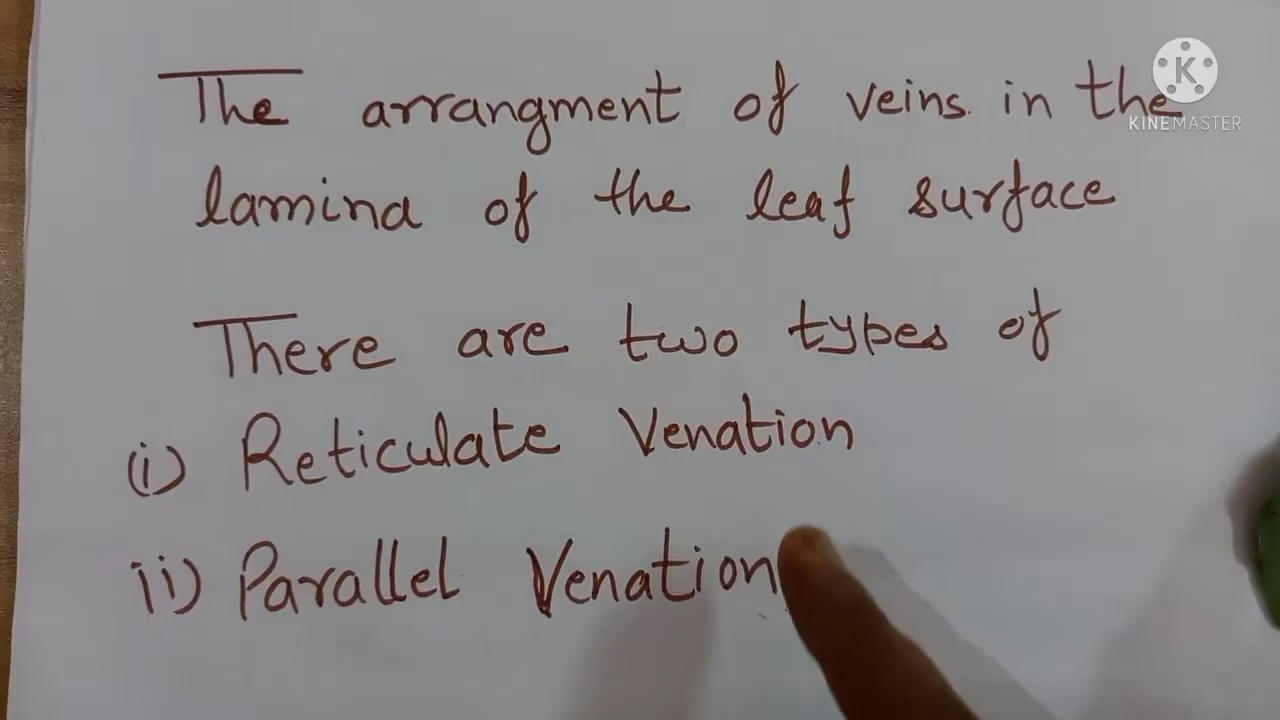 The arrangment of veins in the
lamina of the leaf surface
There are two types of
(i) Reticulate Venation
ii) Parallel Venation
K
KINEMASTER